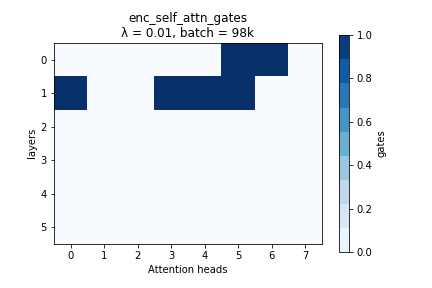 enc_self_attn_gates
λ = 0.01, batch = 98k
layers
0
1
2
3
4
5
0 1 2 3 4 5 6 7
Attention heads
1.0
0.8
0.6
0.4
0.2
0.0
gates